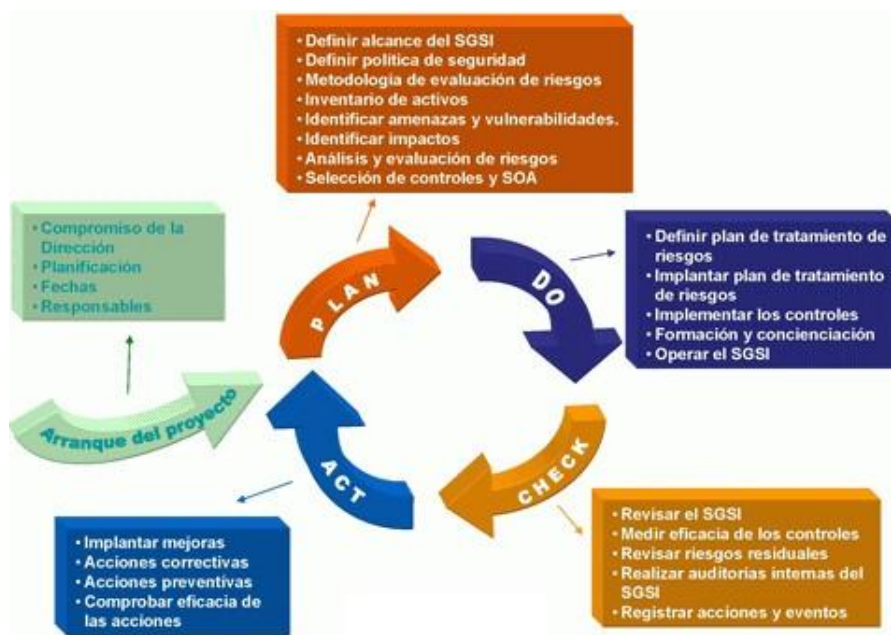 • Definir alcance del SGSI
• Definir política de seguridad
• Metodología de evaluación de riesgos
• Inventario de activos
• Identificar amenazas y vulnerabilidades.
• Identificar impactos
• Análisis y evaluación de riesgos
• Selección de controles y SOA
• Compromiso de la
Dirección
• Planificación
• Fechas
• Responsables
• Definir plan de tratamiento de
riesgos
• Implantar plan de tratamiento
de riesgos
• Implementar los controles
• Formación y concienciación
• Operar el SGSI
PLAN
DO
Arranque del proyecto
ACT
CHECK
• Implantar mejoras
• Acciones correctivas
• Acciones preventivas
• Comprobar eficacia de
las acciones
• Revisar el SGSI
• Medir eficacia de los controles
• Revisar riesgos residuales
• Realizar auditorías internas del
SGSI
• Registrar acciones y eventos